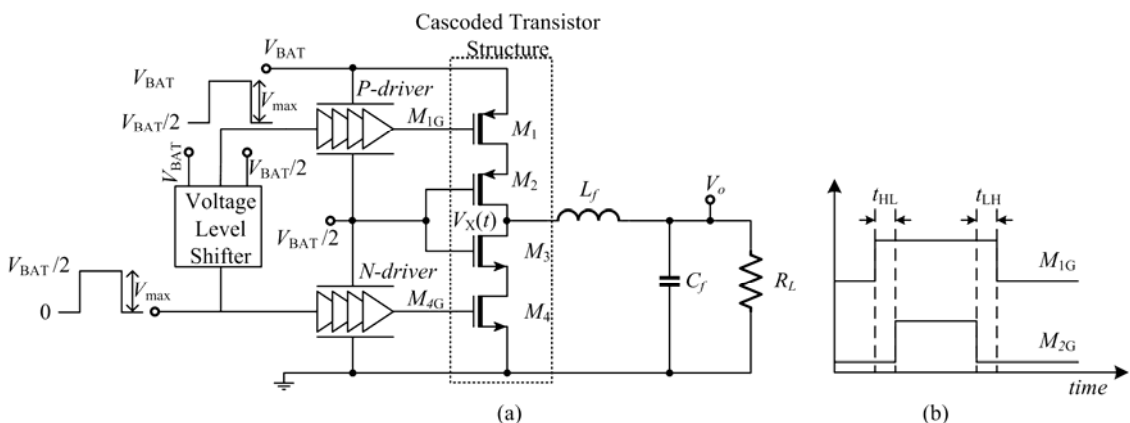 Cascoded Transistor
Structure
V_BAT
V_BAT
V_max
V_BAT/2
P-driver
M_1G
M_1
V_BAT
V_BAT/2
Voltage
Level
Shifter
M_2
V_BAT/2
V_X(t)
L_f
V_o
M_3
C_f
R_L
N-driver
M_4G
M_4
V_BAT/2
V_max
0
(a)
t_HL
t_LH
M_1G
M_2G
time
(b)